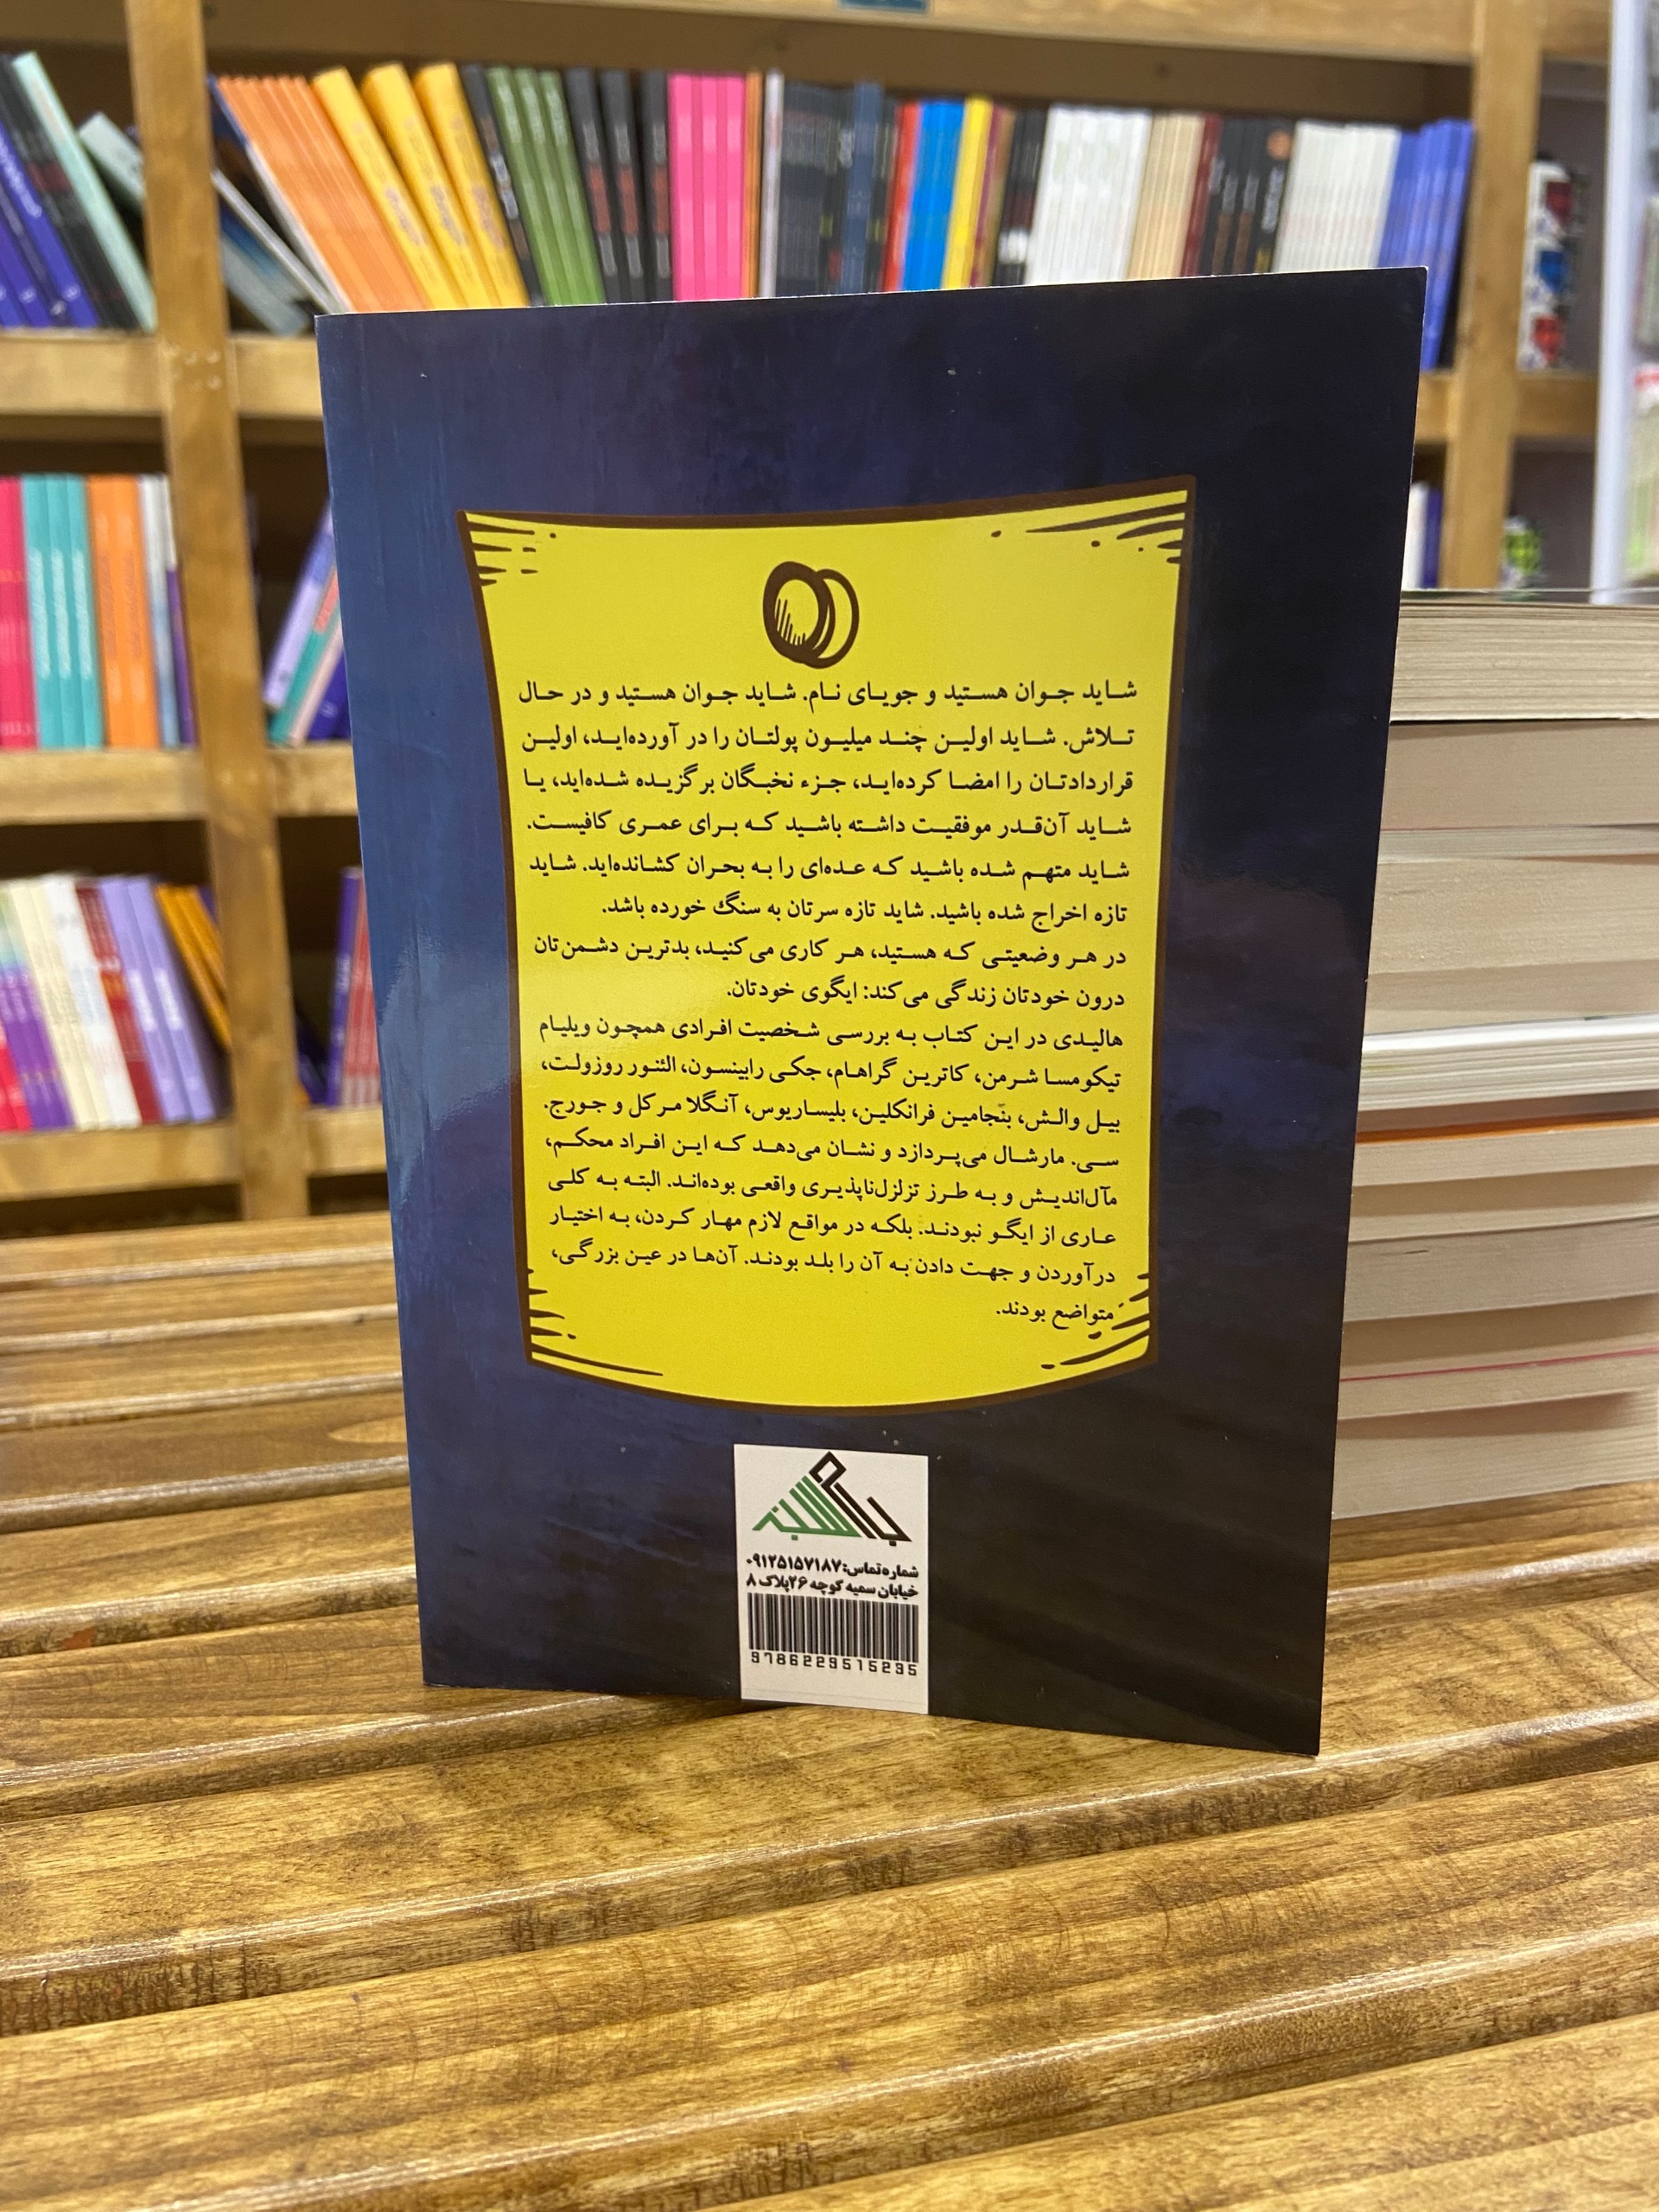 شاید جوان هستید و جویای نام. شاید جوان هستید و در حال
تلاش. شاید اولین چند میلیون پولتان را در آورده‌اید، اولین
قراردادتان را امضا کرده‌اید، جزء نخبگان برگزیده شده‌اید، یا
شاید آن‌قدر موفقیت داشته باشید که برای عمری کافیست.
شاید متهم شده باشید که عده‌ای را به بحران کشانده‌اید. شاید
تازه اخراج شده باشید. شاید تازه سرتان به سنگ خورده باشد.
در هر وضعیتی که هستید، هر کاری می‌کنید، بدترین دشمن‌تان
درون خودتان زندگی می‌کند: ایگوی خودتان.
هالیدی در این کتاب به بررسی شخصیت افرادی همچون ویلیام
تیکومسا شرمن، کاترین گراهام، جکی رابینسون، الئنور روزولت،
بیل والش، بنجامین فرانکلین، بلیساریوس، آنگلا مرکل و جورج.
سی. مارشال می‌پردازد و نشان می‌دهد که این افراد محکم،
مآل‌اندیش و به طرز تزلزل‌ناپذیری واقعی بوده‌اند. البته به کلی
عاری از ایگو نبودند. بلکه در مواقع لازم مهار کردن، به اختیار
درآوردن و جهت دادن به آن را بلد بودند. آن‌ها در عین بزرگی،
متواضع بودند.
شماره تماس: ۰۹۱۲۵۱۵۷۱۸۷
خیابان سمیه کوچه ۲۶ پلاک ۸
9786229515235